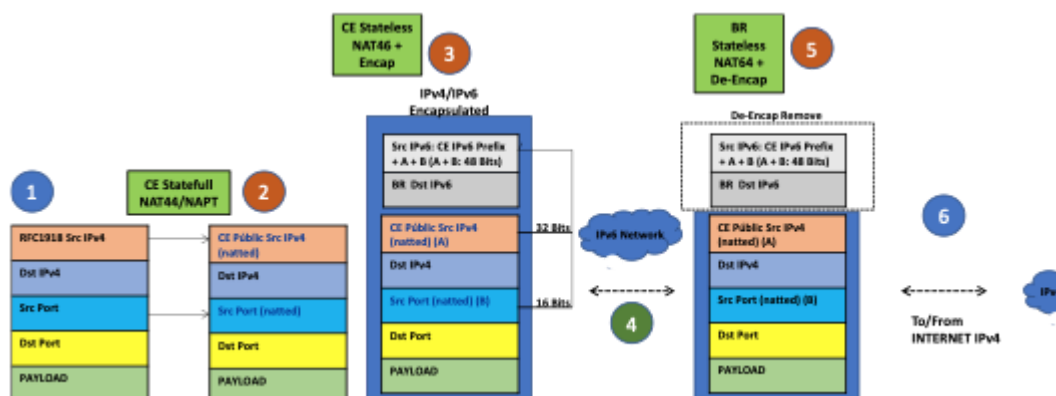 CE Stateless
NAT46 +
Encap
3
BR
Stateless
NAT64 +
De-Encap
5
IPv4/IPv6
Encapsulated
De-Encap Remove
Src IPv6: CE IPv6 Prefix
+ A + B (A + B: 48 Bits)
BR Dst IPv6
Src IPv6: CE IPv6 Prefix
+ A + B (A + B: 48 Bits)
BR Dst IPv6
1
CE Statefull
NAT44/NAPT
2
6
RFC1918 Src IPv4
Dst IPv4
Src Port
Dst Port
PAYLOAD
CE Públic Src IPv4
(natted)
Dst IPv4
Src Port (natted)
Dst Port
PAYLOAD
CE Públic Src IPv4
(natted) (A)
Dst IPv4
Src Port (natted) (B)
Dst Port
PAYLOAD
32 Bits
16 Bits
IPv6 Network
4
CE Públic Src IPv4
(natted) (A)
Dst IPv4
Src Port (natted) (B)
Dst Port
PAYLOAD
To/From
INTERNET IPv4